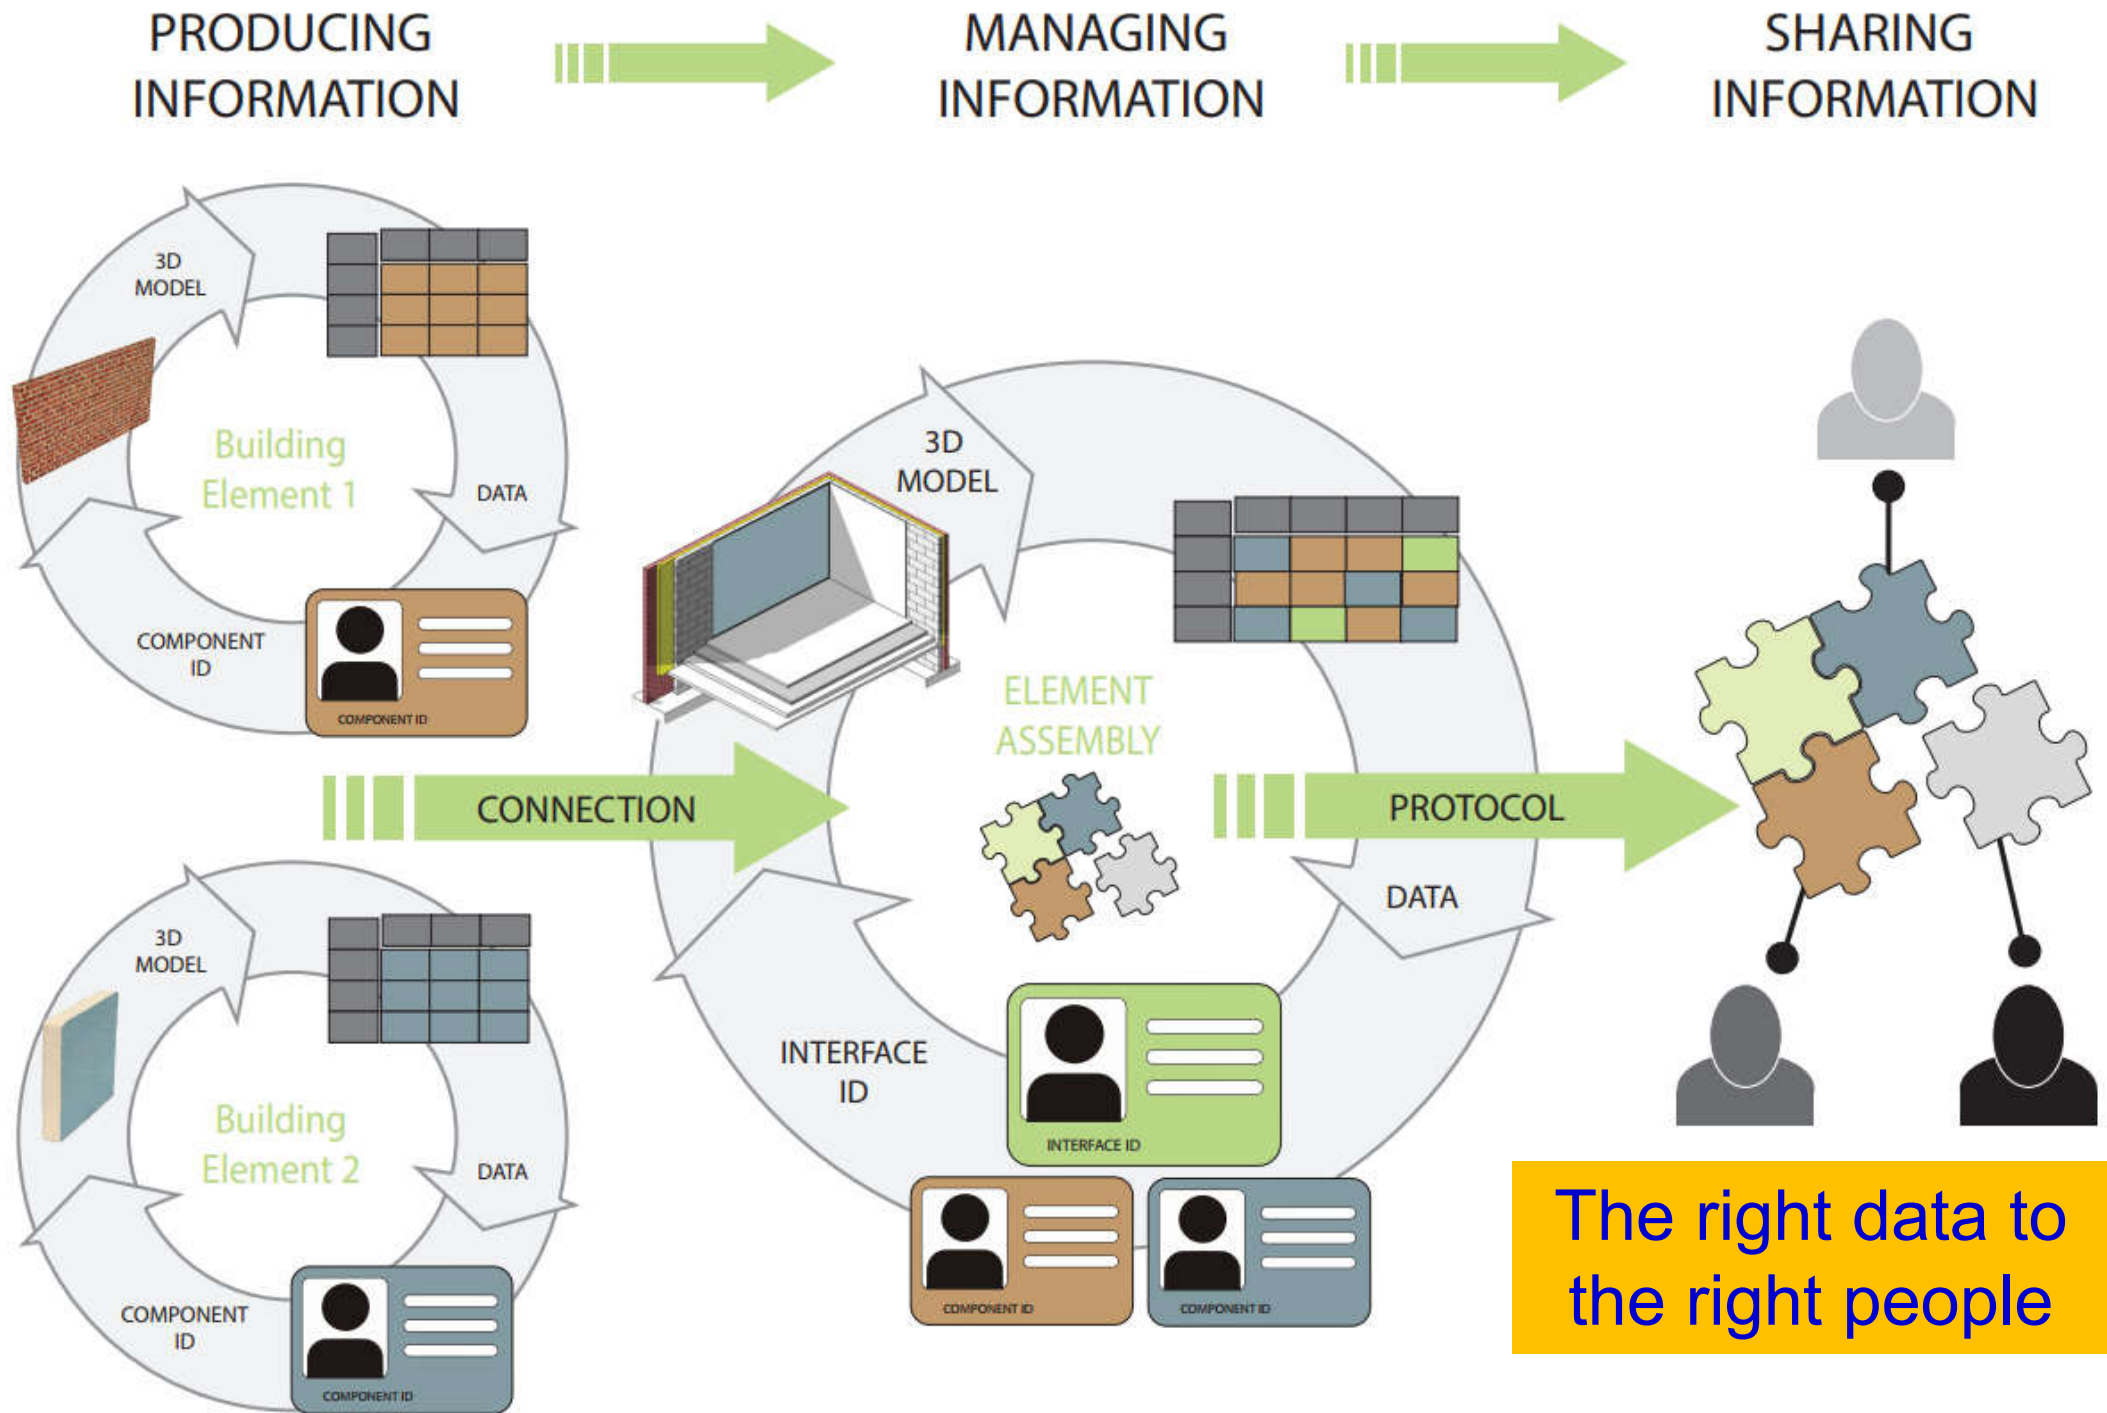 PRODUCING
INFORMATION
MANAGING
INFORMATION
SHARING
INFORMATION
3D
MODEL
Building
Element 1
DATA
COMPONENT
ID
COMPONENT ID
CONNECTION
3D
MODEL
Building
Element 2
DATA
COMPONENT
ID
COMPONENT ID
3D
MODEL
ELEMENT
ASSEMBLY
PROTOCOL
DATA
INTERFACE
ID
INTERFACE ID
COMPONENT ID
COMPONENT ID
The right data to
the right people